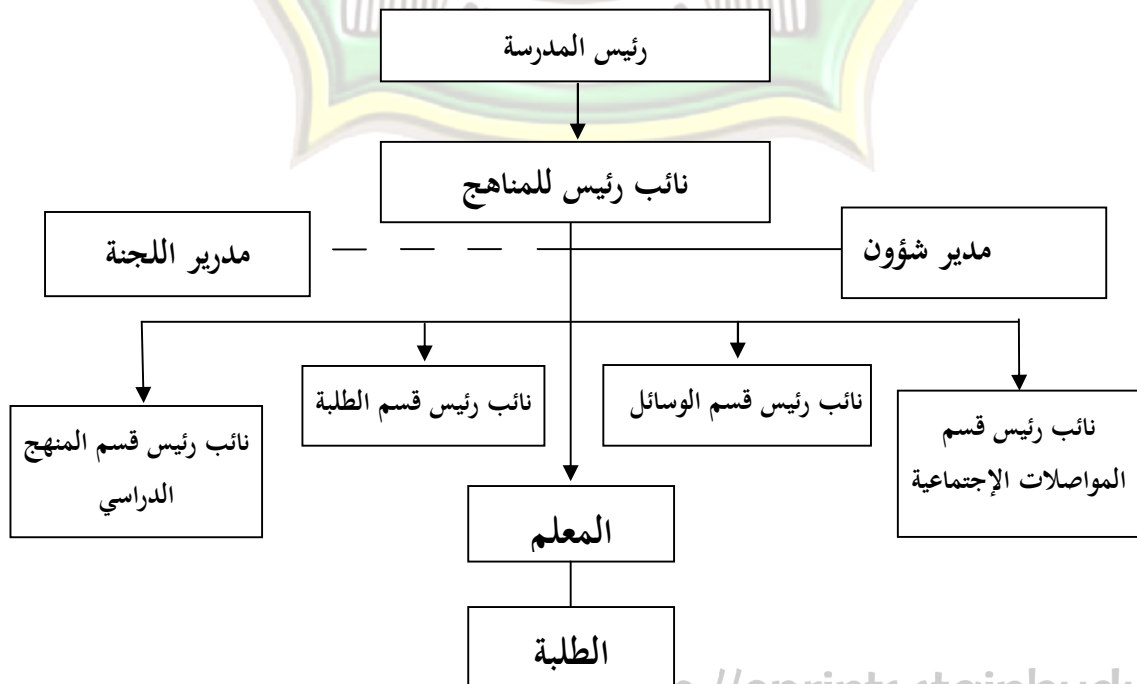 رئيس المدرسة
نائب رئيس للمناهج
مدير شؤون
مدرير اللجنة
نائب رئيس قسم
المواصلات الإجتماعية
نائب رئيس قسم الوسائل
نائب رئيس قسم الطلبة
نائب رئيس قسم المنهج
الدراسي
المعلم
الطلبة